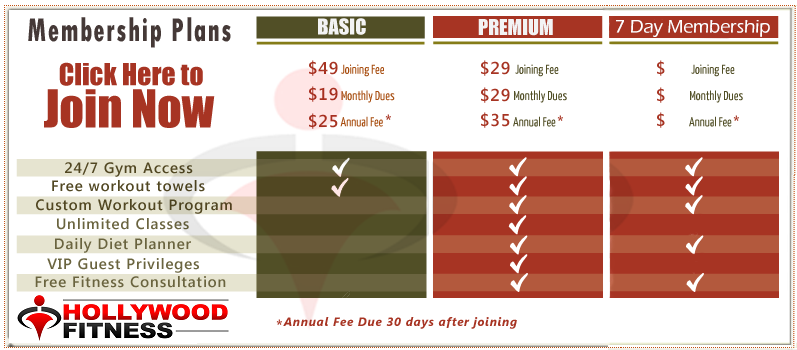 Membership Plans
BASIC
PREMIUM
7 Day Membership
Click Here to
Join Now
$49 Joining Fee
$29 Joining Fee
$ Joining Fee
$19 Monthly Dues
$29 Monthly Dues
$ Monthly Dues
$25 Annual Fee *
$35 Annual Fee *
$ Annual Fee *
24/7 Gym Access
Free workout towels
Custom Workout Program
Unlimited Classes
Daily Diet Planner
VIP Guest Privileges
Free Fitness Consultation
HOLLYWOOD
FITNESS
*Annual Fee Due 30 days after joining